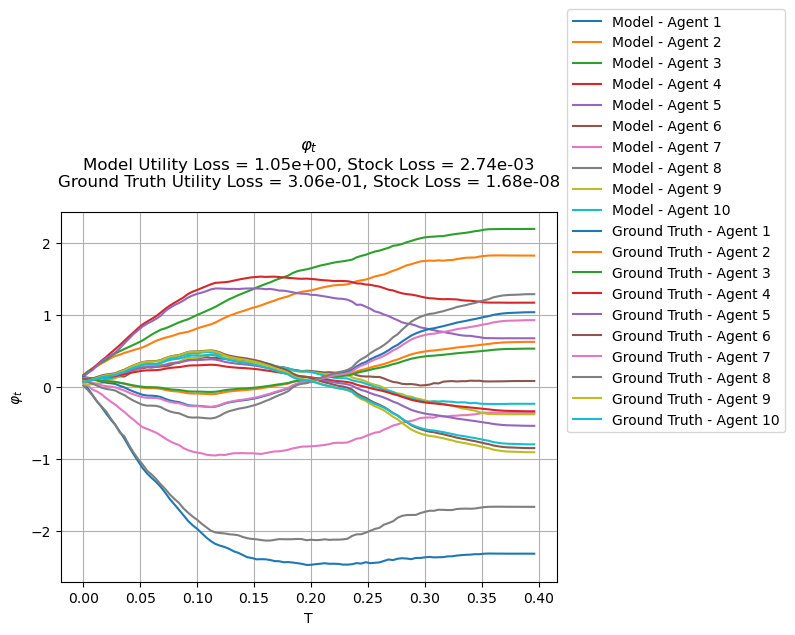 φₜ
Model Utility Loss = 1.05e+00, Stock Loss = 2.74e-03
Ground Truth Utility Loss = 3.06e-01, Stock Loss = 1.68e-08
φₜ
2
1
0
−1
−2
0.00 0.05 0.10 0.15 0.20 0.25 0.30 0.35 0.40
T
Model - Agent 1
Model - Agent 2
Model - Agent 3
Model - Agent 4
Model - Agent 5
Model - Agent 6
Model - Agent 7
Model - Agent 8
Model - Agent 9
Model - Agent 10
Ground Truth - Agent 1
Ground Truth - Agent 2
Ground Truth - Agent 3
Ground Truth - Agent 4
Ground Truth - Agent 5
Ground Truth - Agent 6
Ground Truth - Agent 7
Ground Truth - Agent 8
Ground Truth - Agent 9
Ground Truth - Agent 10